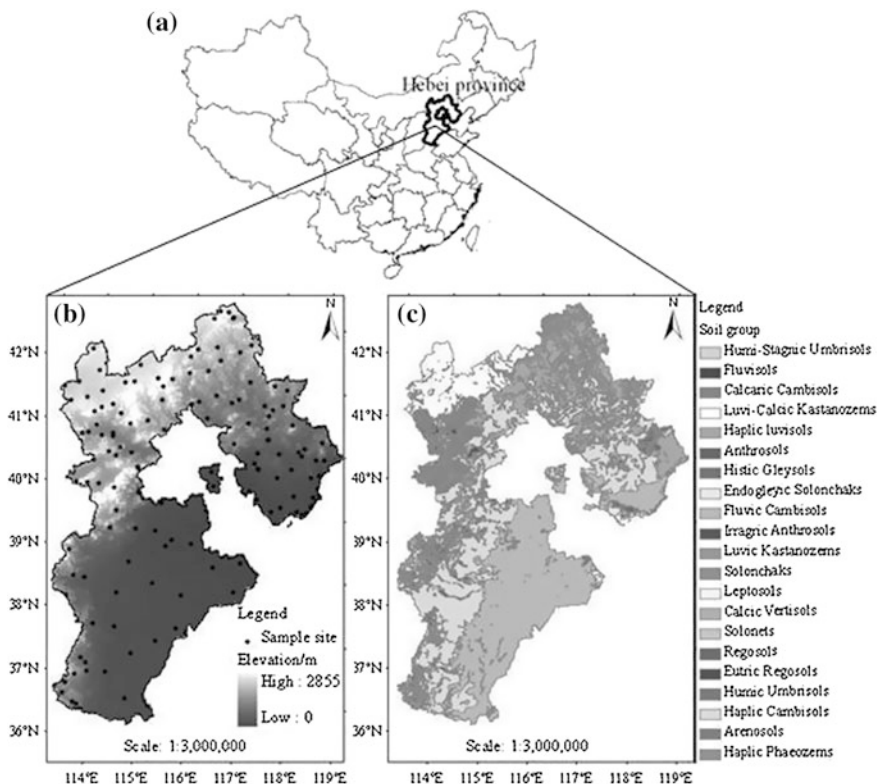 (a)
Hebei province
(b)
N
42°N
41°N
40°N
39°N
38°N
37°N
36°N
Legend
Sample site
Elevation/m
High : 2855
Low : 0
Scale: 1:3,000,000
114°E 115°E 116°E 117°E 118°E 119°E
(c)
N
42°N
41°N
40°N
39°N
38°N
37°N
36°N
Scale: 1:3,000,000
114°E 115°E 116°E 117°E 118°E 119°E
Legend
Soil group
Humi-Stagnic Umbrisols
Fluvisols
Calcaric Cambisols
Luvi-Calcic Kastanozems
Haplic luvisols
Anthrosols
Histic Gleysols
Endogleyic Solonchaks
Fluvic Cambisols
Irragric Anthrosols
Luvic Kastanozems
Solonchaks
Leptosols
Calcic Vertisols
Solonets
Regosols
Eutric Regosols
Humic Umbrisols
Haplic Cambisols
Arenosols
Haplic Phaeozems